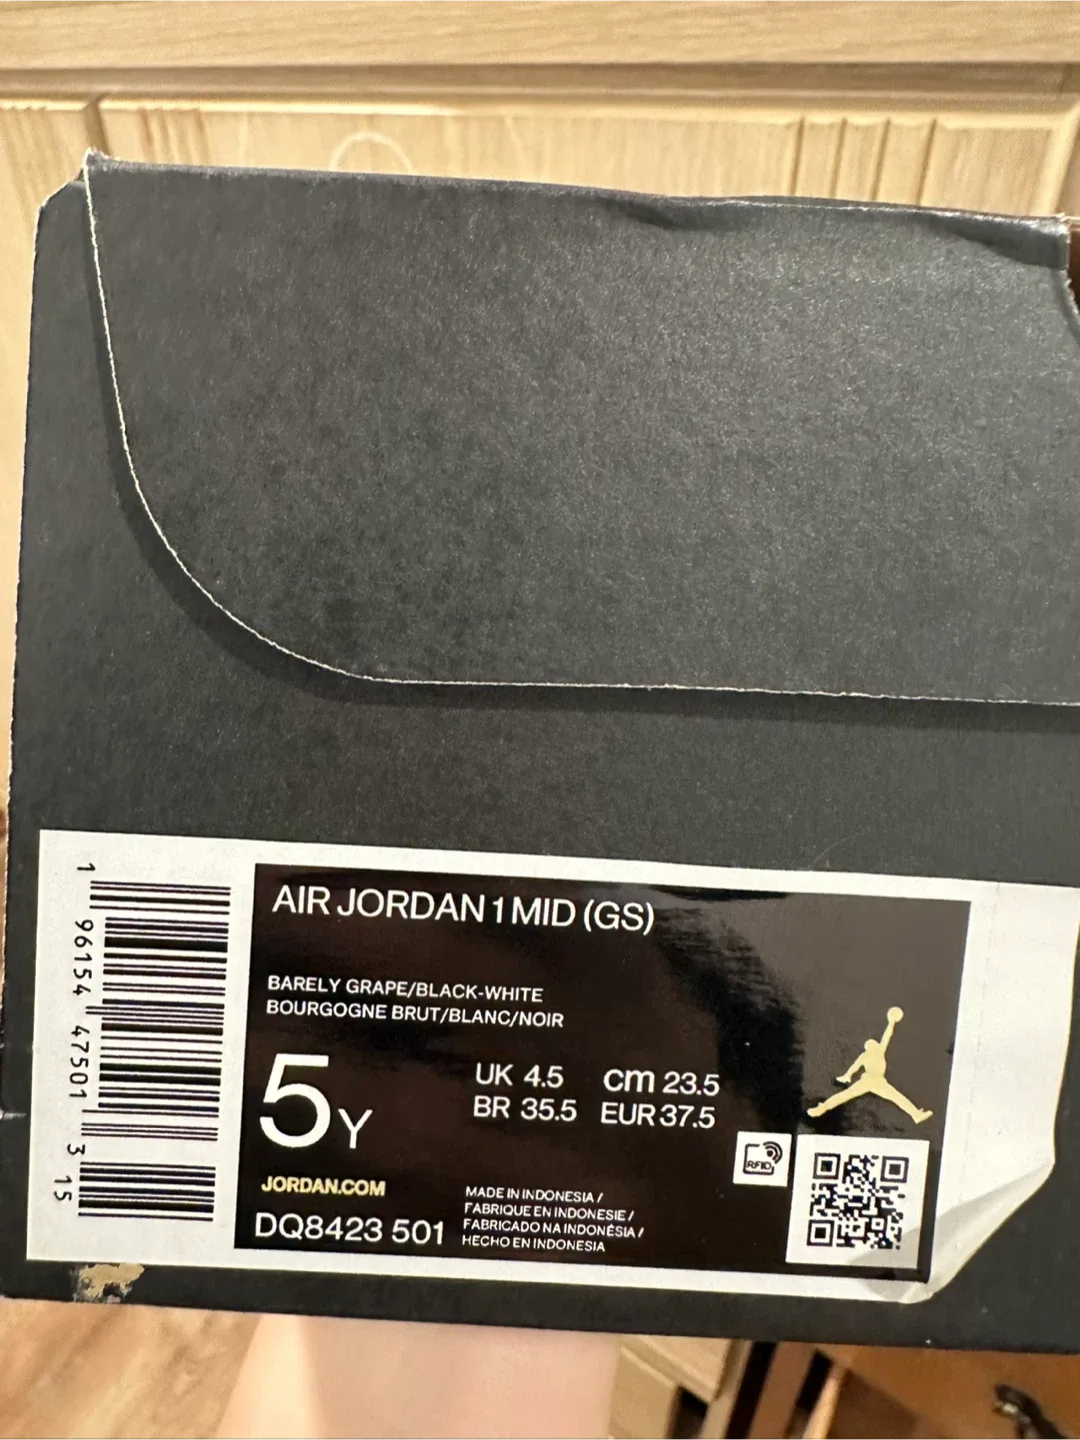 AIR JORDAN 1 MID (GS)
BARELY GRAPE/BLACK-WHITE
BOURGOGNE BRUT/BLANC/NOIR
5Y
UK 4.5 cm 23.5
BR 35.5 EUR 37.5
RFID
JORDAN.COM
DQ8423 501
MADE IN INDONESIA /
FABRIQUE EN INDONESIE /
FABRICADO NA INDONÉSIA /
HECHO EN INDONESIA
1 96154 47501 3 15